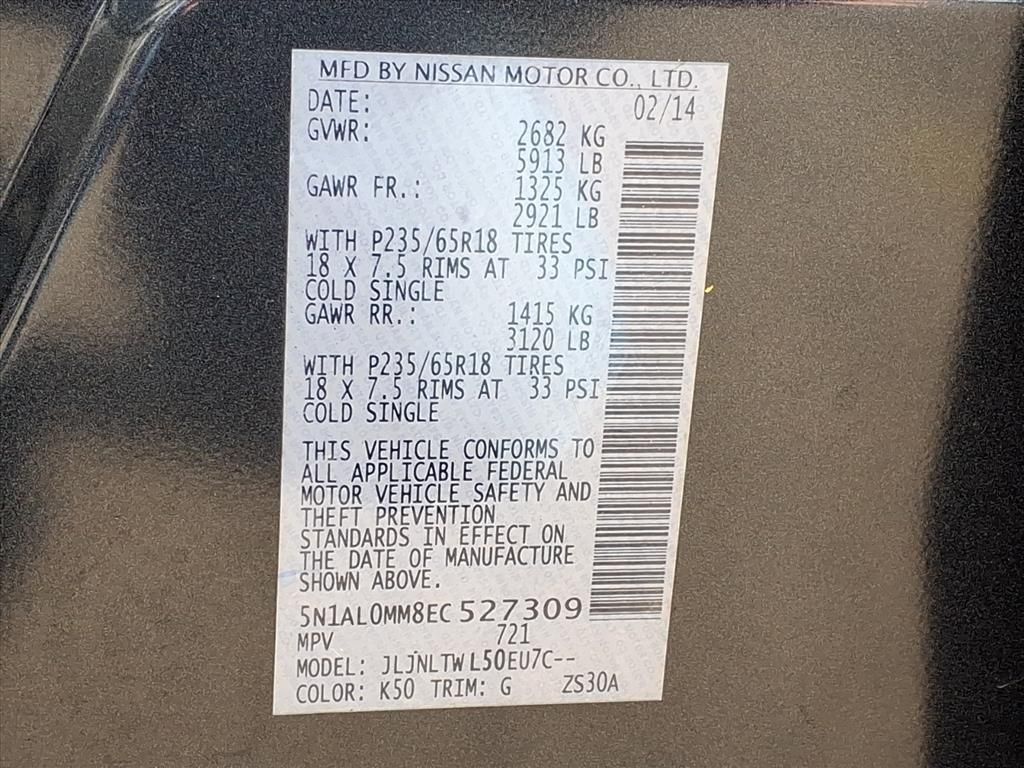 MFD BY NISSAN MOTOR CO., LTD.
DATE: 02/14
GVWR: 2682 KG
5913 LB
GAWR FR.: 1325 KG
2921 LB
WITH P235/65R18 TIRES
18 X 7.5 RIMS AT 33 PSI
COLD SINGLE
GAWR RR.: 1415 KG
3120 LB
WITH P235/65R18 TIRES
18 X 7.5 RIMS AT 33 PSI
COLD SINGLE
THIS VEHICLE CONFORMS TO
ALL APPLICABLE FEDERAL
MOTOR VEHICLE SAFETY AND
THEFT PREVENTION
STANDARDS IN EFFECT ON
THE DATE OF MANUFACTURE
SHOWN ABOVE.
5N1AL0MM8EC 527309
MPV 721
MODEL: JLJNLTWL50EU7C--
COLOR: K50 TRIM: G ZS30A